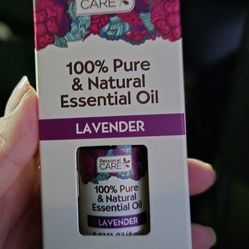 CARE
100% Pure
& Natural
Essential Oil
LAVENDER
Personal
CARE
100% Pure
& Natural
Essential Oil
LAVENDER